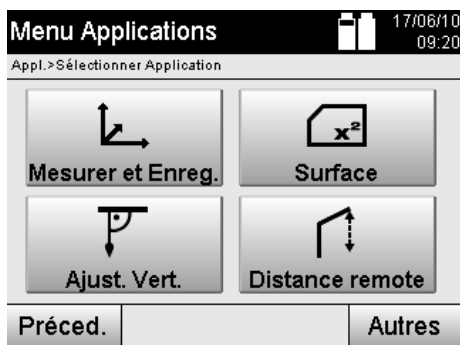 Menu Applications
17/06/10
09:20
Appl.>Sélectionner Application
Mesurer et Enreg.
x²
Surface
Ajust. Vert.
Distance remote
Préced.
Autres